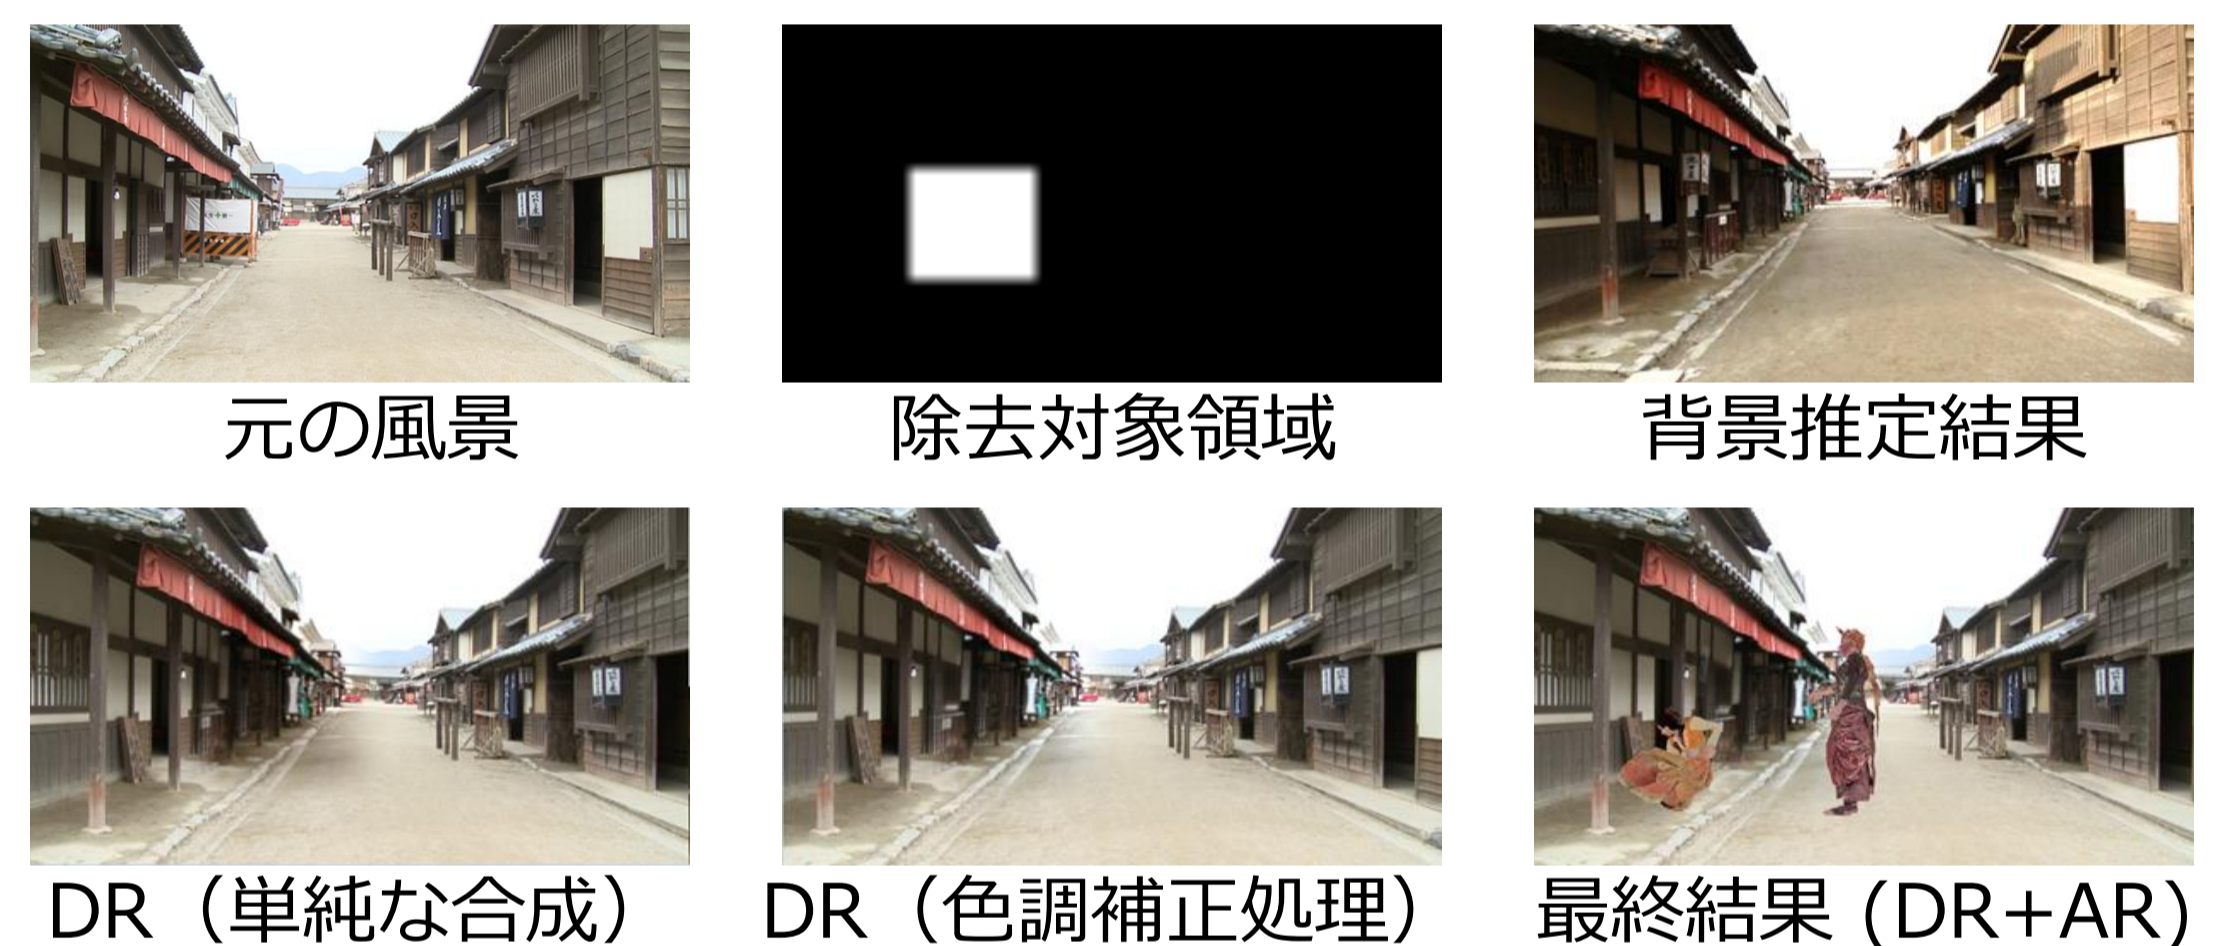 元の風景
除去対象領域
背景推定結果
DR（単純な合成）
DR（色調補正処理）
最終結果 (DR+AR)